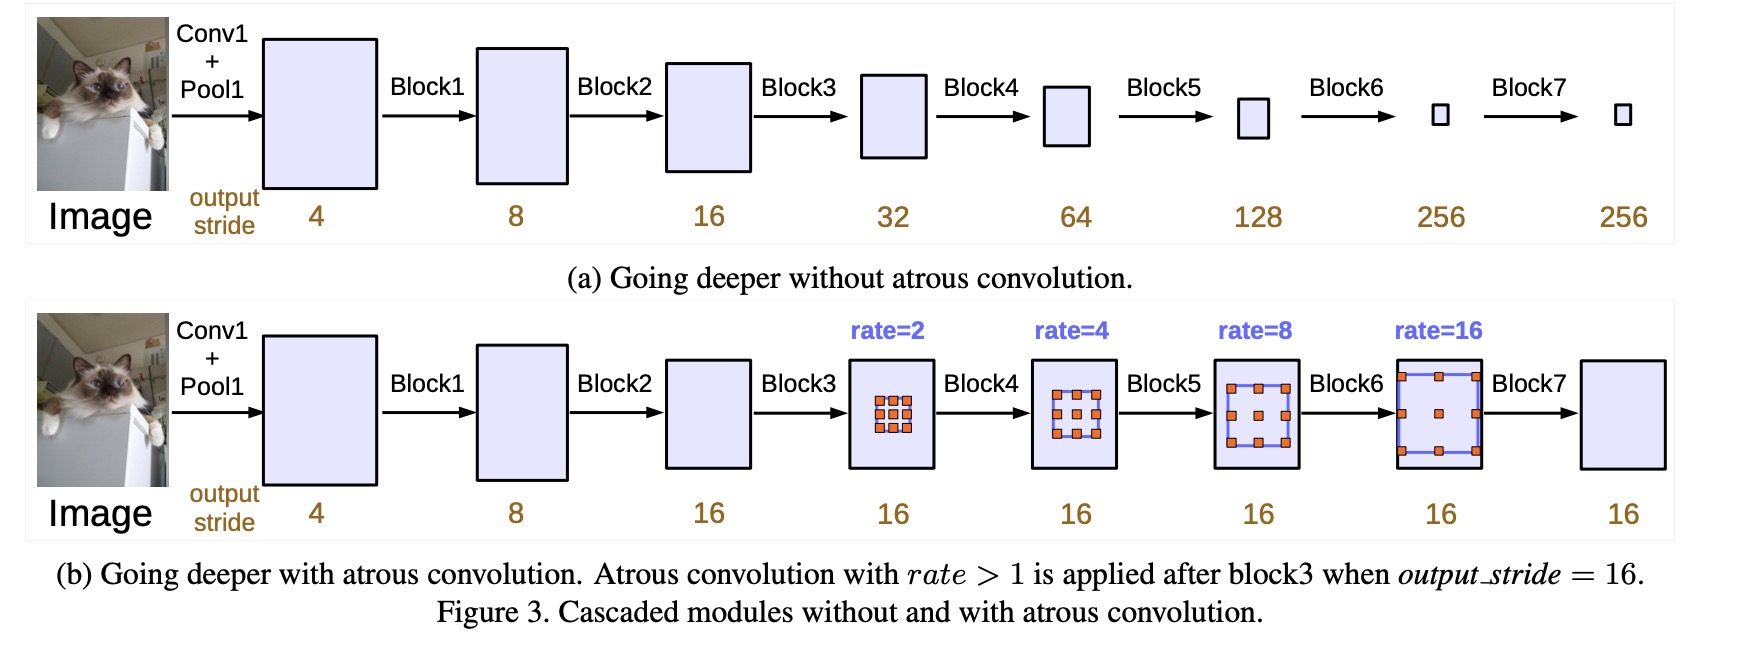 Conv1
+
Pool1
Block1
Block2
Block3
Block4
Block5
Block6
Block7
Image
output
stride
4
8
16
32
64
128
256
256
(a) Going deeper without atrous convolution.
Conv1
+
Pool1
Block1
Block2
Block3
rate=2
Block4
rate=4
Block5
rate=8
Block6
rate=16
Block7
Image
output
stride
4
8
16
16
16
16
16
16
(b) Going deeper with atrous convolution. Atrous convolution with rate > 1 is applied after block3 when output_stride = 16.
Figure 3. Cascaded modules without and with atrous convolution.